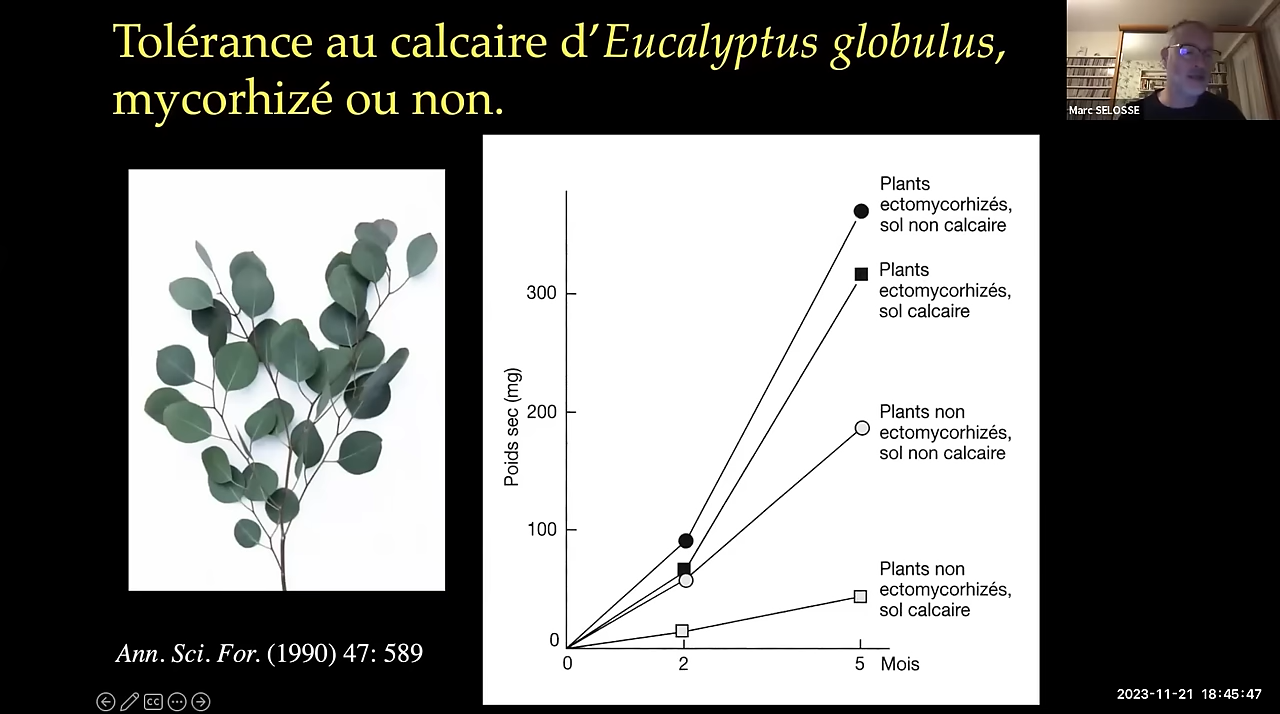 Tolérance au calcaire d’Eucalyptus globulus,
mycorhizé ou non.
Marc SELOSSE
Plants
ectomycorhizés,
sol non calcaire
Plants
ectomycorhizés,
sol calcaire
300
Poids sec (mg)
200
Plants non
ectomycorhizés,
sol non calcaire
100
Plants non
ectomycorhizés,
sol calcaire
0
0 2 5 Mois
Ann. Sci. For. (1990) 47: 589
CC
2023-11-21 18:45:47